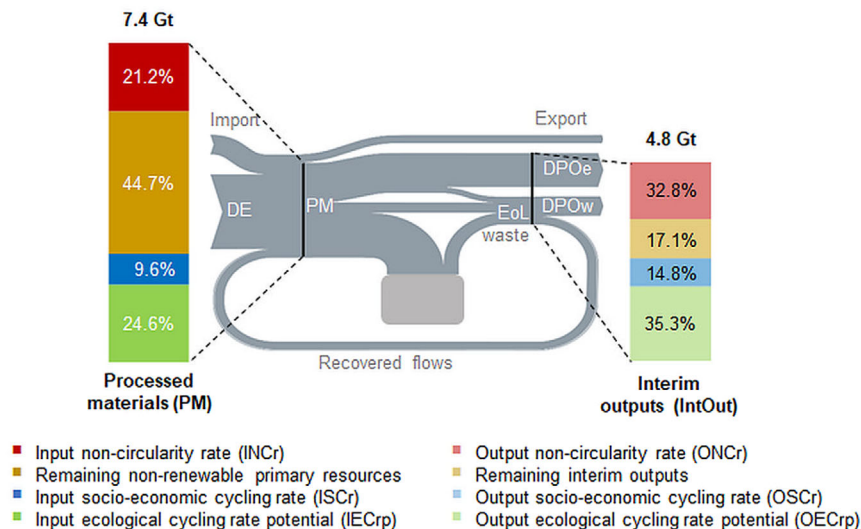 7.4 Gt
21.2%
44.7%
9.6%
24.6%
Processed
materials (PM)
Import
Export
DE
PM
DPOe
DPOw
EoL
waste
Recovered flows
4.8 Gt
32.8%
17.1%
14.8%
35.3%
Interim
outputs (IntOut)
Input non-circularity rate (INCr)
Remaining non-renewable primary resources
Input socio-economic cycling rate (ISCr)
Input ecological cycling rate potential (IECrp)
Output non-circularity rate (ONCr)
Remaining interim outputs
Output socio-economic cycling rate (OSCr)
Output ecological cycling rate potential (OECrp)